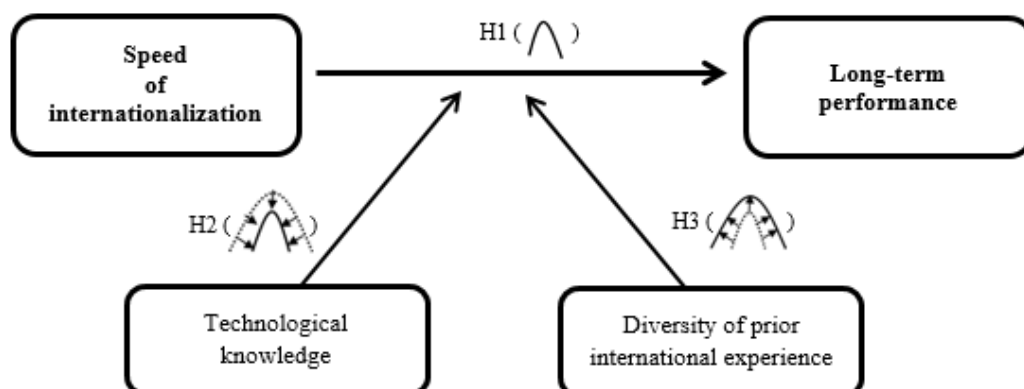 H1 ( )
Speed
of
internationalization
Long-term
performance
H2 ( )
H3 ( )
Technological
knowledge
Diversity of prior
international experience